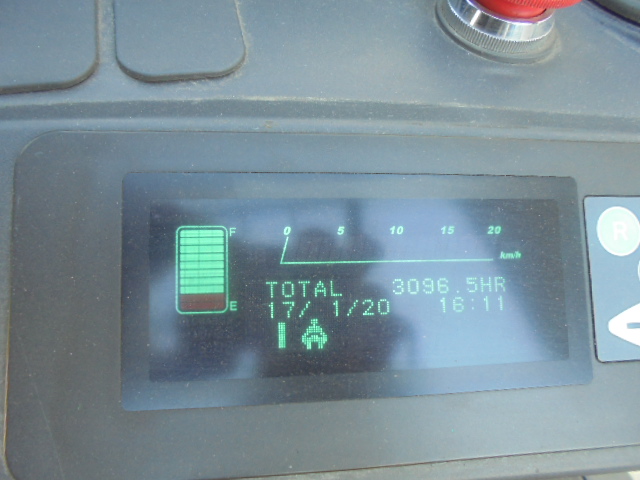 F 0 5 10 15 20
km/h
E
TOTAL 3096.5HR
17/ 1/20 16:11
R